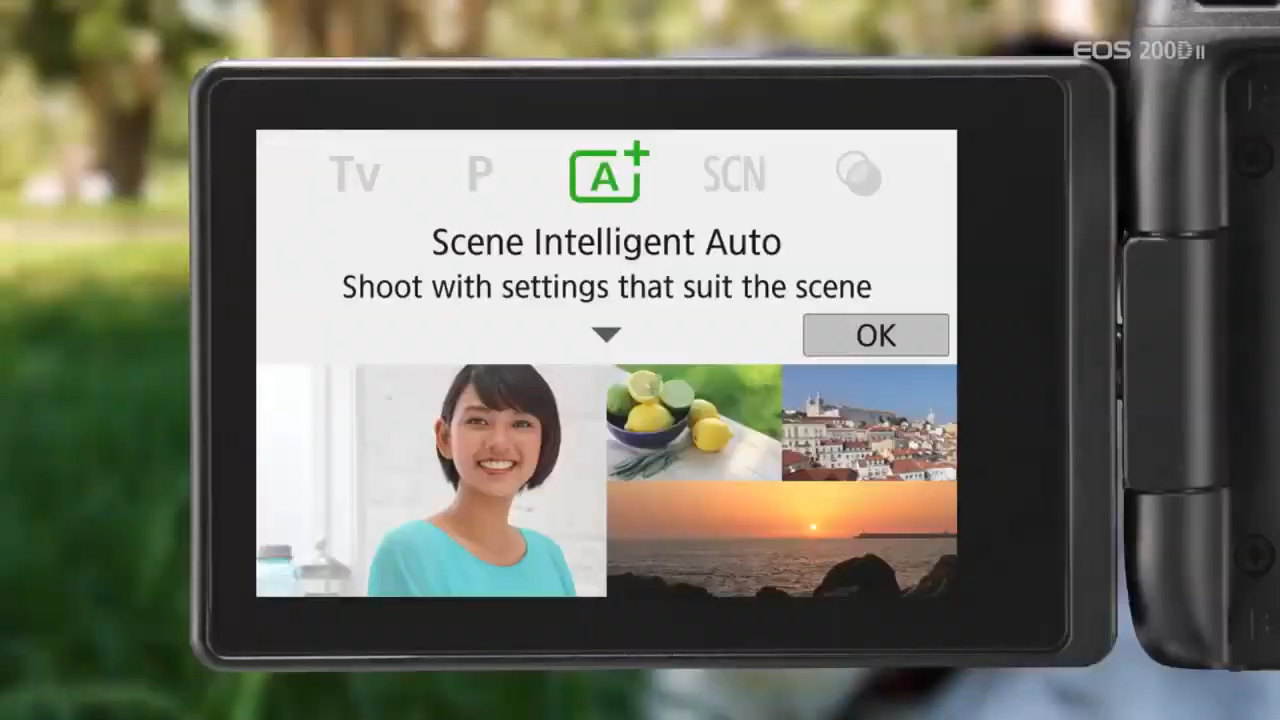 EOS 200D II
Tv P A+ SCN
Scene Intelligent Auto
Shoot with settings that suit the scene
OK